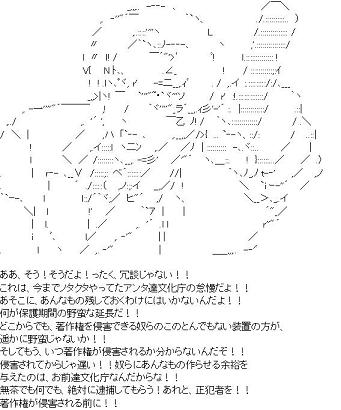 ああ、そう！そうだよ！ったく、冗談じゃない！！
これは、今までノタクタやってたアンタ達文化庁の怠慢だよ！！
あそこに、あんなもの残しておくわけにはいかないんだよ！！
何が保護期間の野蛮な延長だ！！
どこからでも、著作権を侵害できる奴らのこのとんでもない装置の方が、
遥かに野蛮じゃないか！！
そしてもう、いつ著作権が侵害されるか分からないんだぞ！！
侵害されてからじゃ遅い！！奴らにあんなもの作らせる余裕を
与えたのは、お前達文化庁なんだからな！！
無茶でも何でも、絶対に逮捕してもらう！あれと、正犯者を！！
著作権が侵害される前に！！